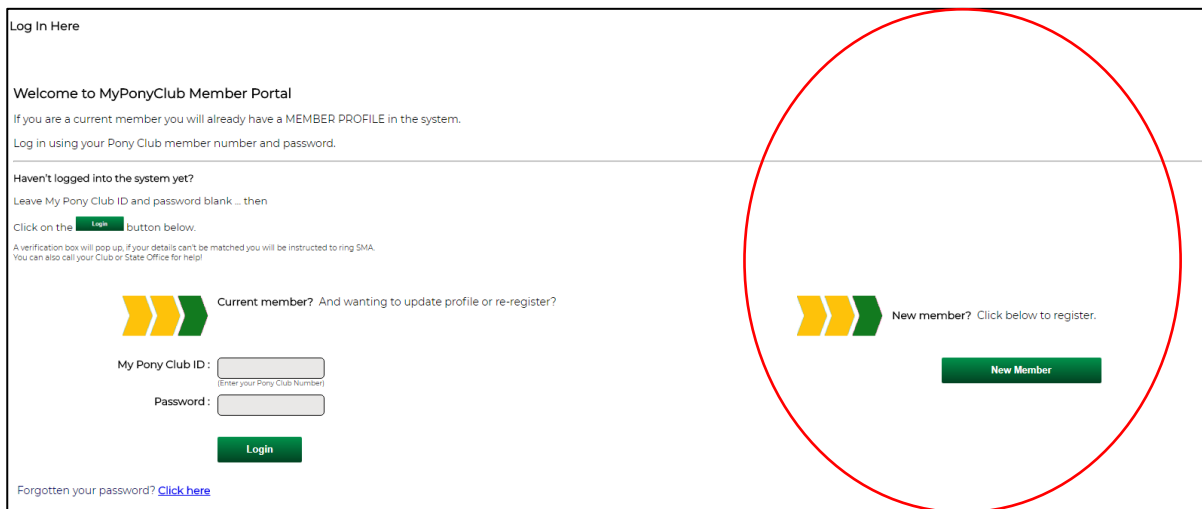 Log In Here
Welcome to MyPonyClub Member Portal
If you are a current member you will already have a MEMBER PROFILE in the system.
Log in using your Pony Club member number and password.
Haven't logged into the system yet?
Leave My Pony Club ID and password blank ... then
Click on the Login button below.
A verification box will pop up, if your details can't be matched you will be instructed to ring SMA.
You can also call your Club or State Office for help!
Current member? And wanting to update profile or re-register?
My Pony Club ID :
(Enter your Pony Club Number)
Password :
Login
Forgotten your password? Click here
New member? Click below to register.
New Member